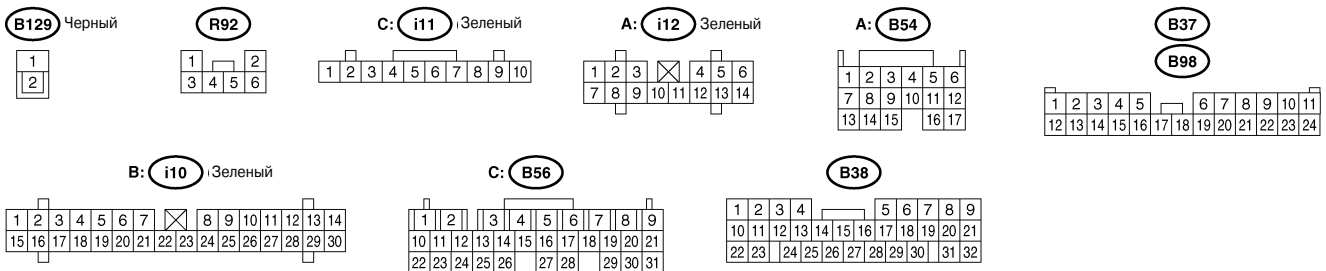 B129 Черный
1
2
R92
1 2
3 4 5 6
C: i11 Зеленый
1 2 3 4 5 6 7 8 9 10
A: i12 Зеленый
1 2 3 4 5 6
7 8 9 10 11 12 13 14
A: B54
1 2 3 4 5 6
7 8 9 10 11 12
13 14 15 16 17
B37
B98
1 2 3 4 5 6 7 8 9 10 11
12 13 14 15 16 17 18 19 20 21 22 23 24
B: i10 Зеленый
1 2 3 4 5 6 7 8 9 10 11 12 13 14
15 16 17 18 19 20 21 22 23 24 25 26 27 28 29 30
C: B56
1 2 3 4 5 6 7 8 9
10 11 12 13 14 15 16 17 18 19 20 21
22 23 24 25 26 27 28 29 30 31
B38
1 2 3 4 5 6 7 8 9
10 11 12 13 14 15 16 17 18 19 20 21
22 23 24 25 26 27 28 29 30 31 32